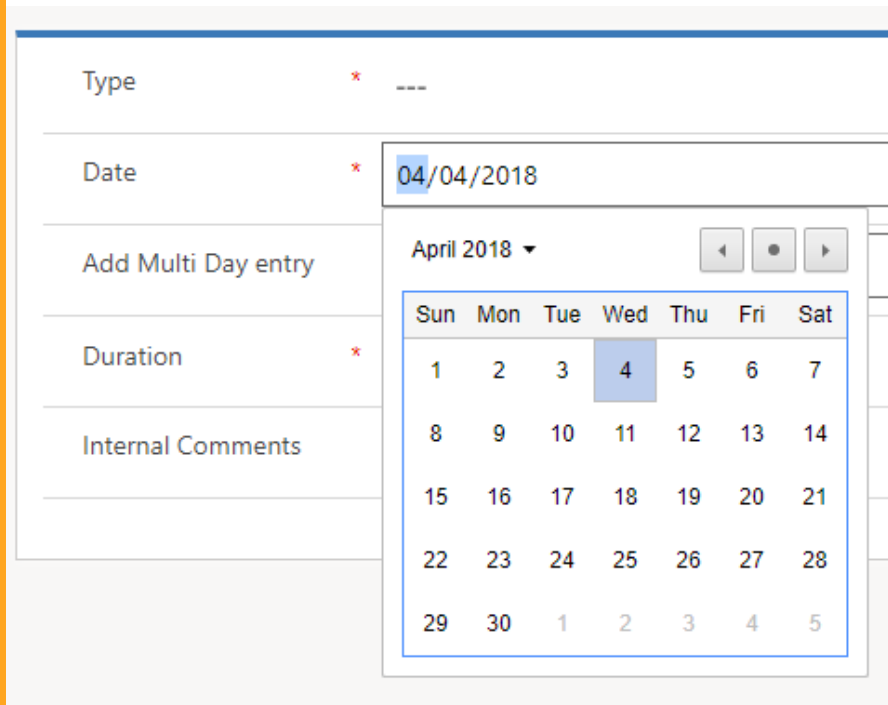 Type * ---
Date * 04/04/2018
April 2018
Add Multi Day entry
Sun Mon Tue Wed Thu Fri Sat
Duration *
1 2 3 4 5 6 7
8 9 10 11 12 13 14
Internal Comments
15 16 17 18 19 20 21
22 23 24 25 26 27 28
29 30 1 2 3 4 5